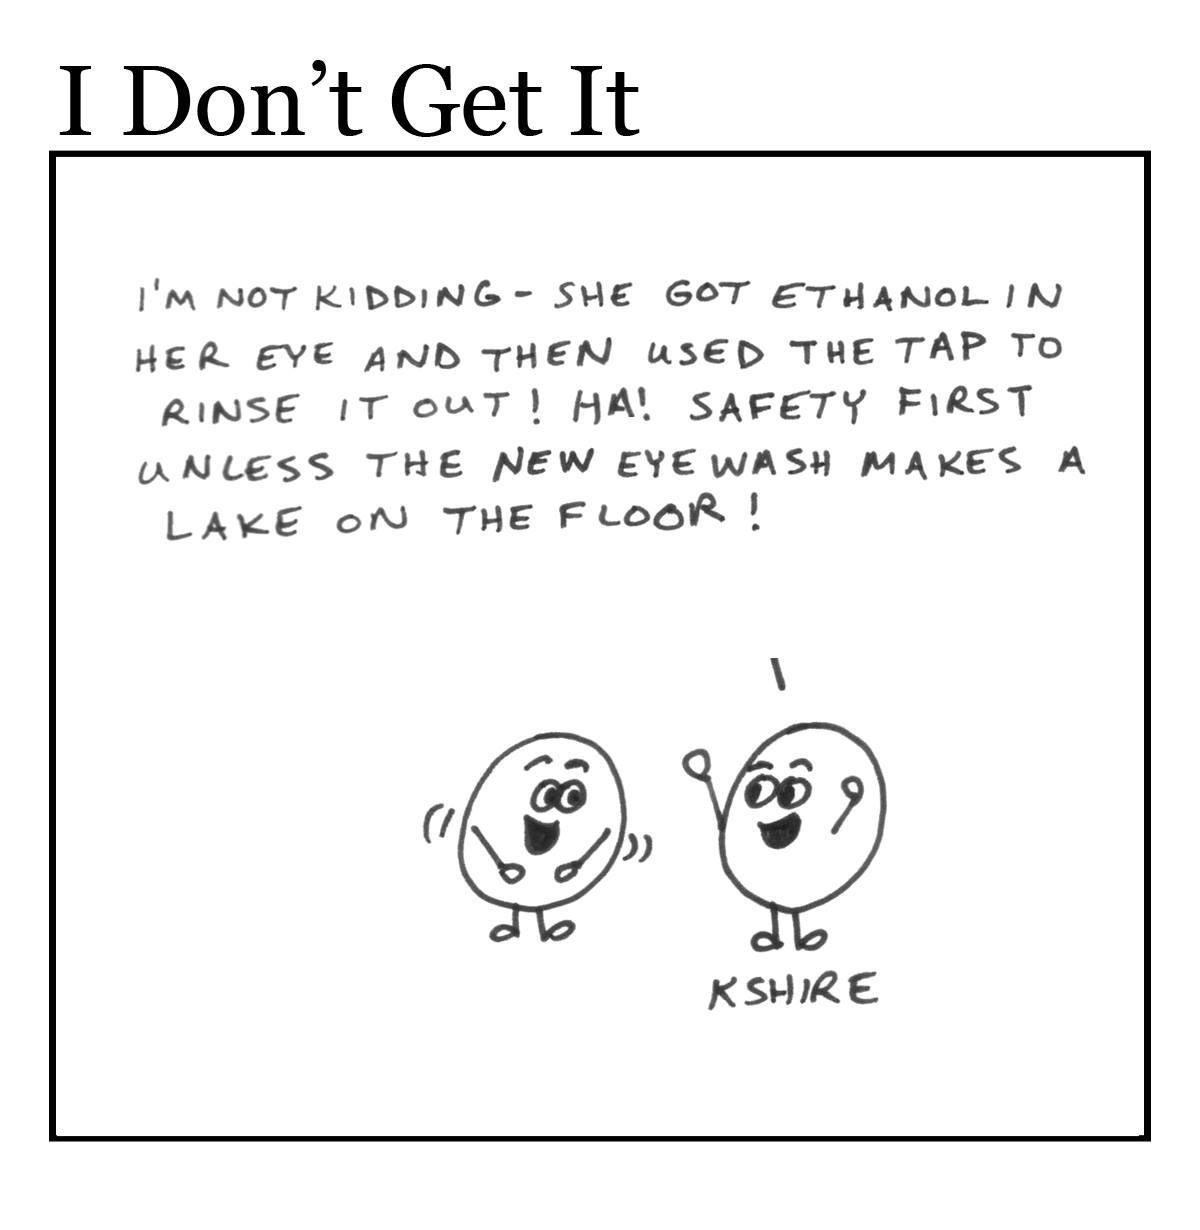 I Don’t Get It
I'M NOT KIDDING - SHE GOT ETHANOL IN
HER EYE AND THEN USED THE TAP TO
RINSE IT OUT! HA! SAFETY FIRST
UNLESS THE NEW EYEWASH MAKES A
LAKE ON THE FLOOR!
KSHIRE